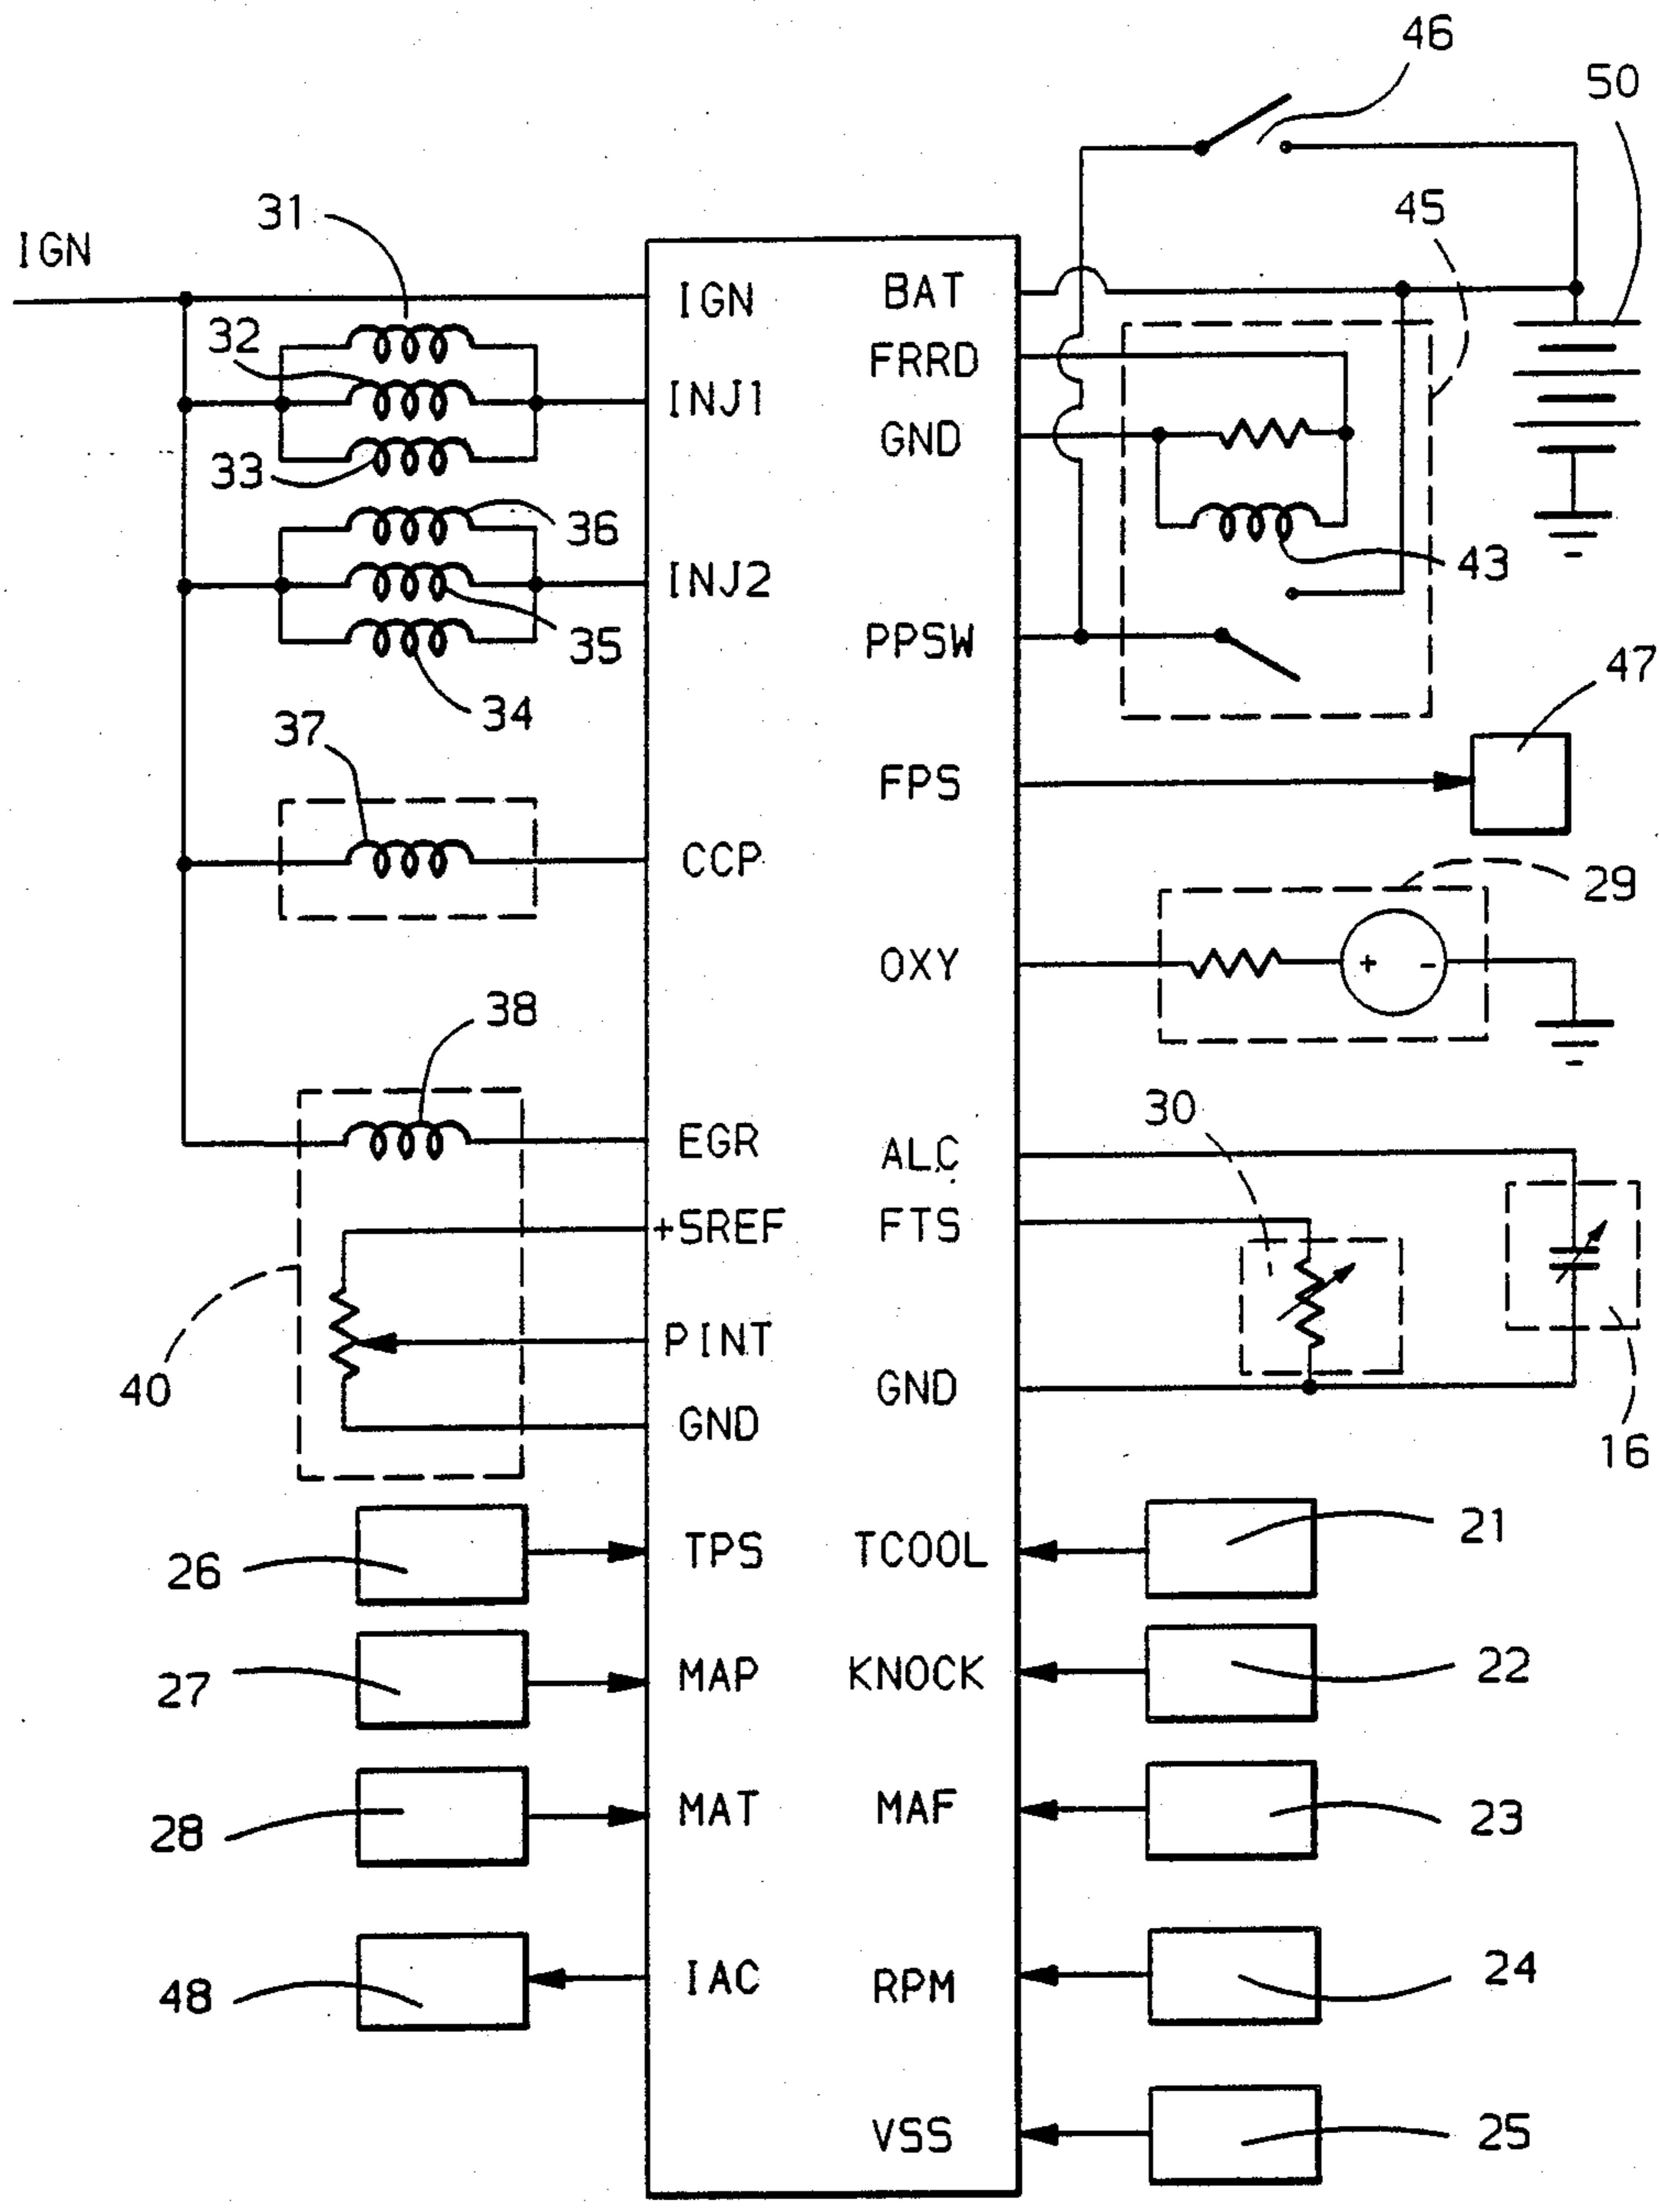 46
50
31
45
IGN
IGN
BAT
32
FRRD
INJ1
GND
33
36
43
INJ2
35
PPSW
47
34
37
FPS
CCP
29
OXY
+ -
38
30
EGR
ALC
+5REF
FTS
PINT
40
GND
GND
16
26
TPS
TCOOL
21
27
MAP
KNOCK
22
28
MAT
MAF
23
48
IAC
RPM
24
VSS
25